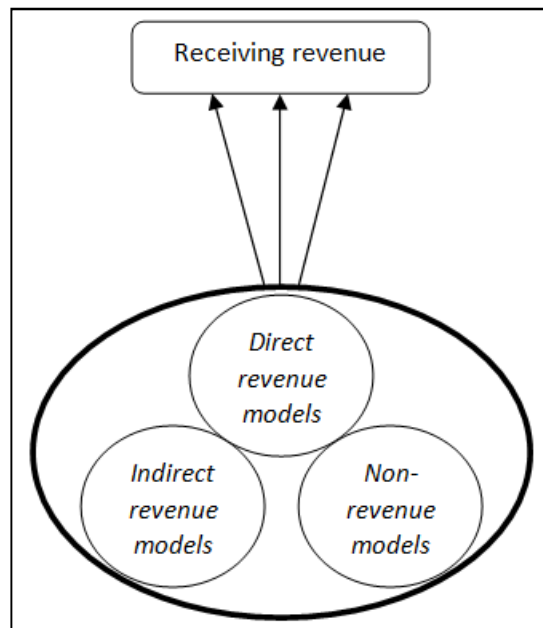 Receiving revenue
Direct
revenue
models
Indirect
revenue
models
Non-
revenue
models